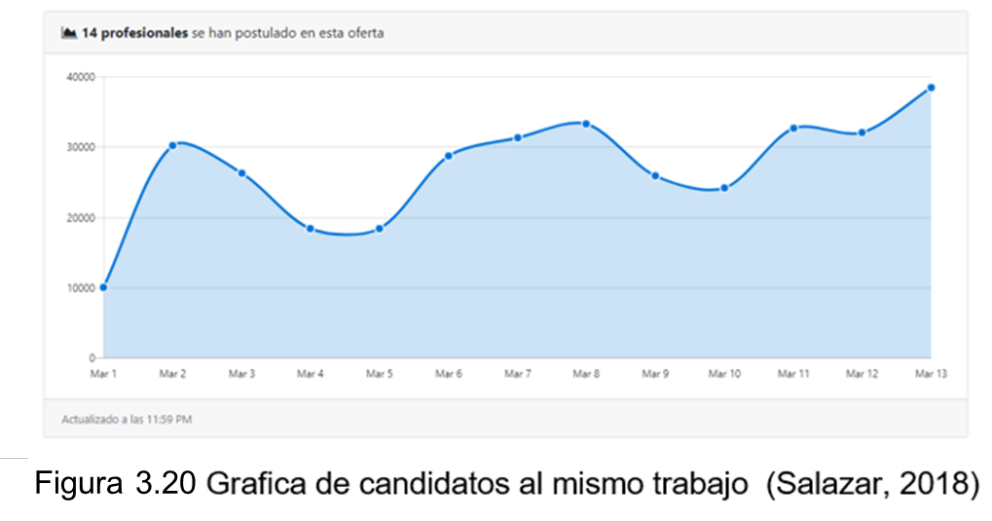 14 profesionales se han postulado en esta oferta
40000
30000
20000
10000
0
Mar 1 Mar 2 Mar 3 Mar 4 Mar 5 Mar 6 Mar 7 Mar 8 Mar 9 Mar 10 Mar 11 Mar 12 Mar 13
Actualizado a las 11:59 PM
Figura 3.20 Grafica de candidatos al mismo trabajo (Salazar, 2018)